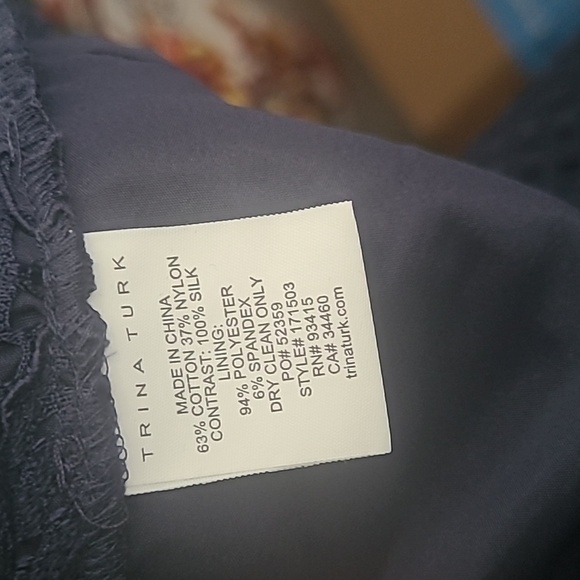 TRINA TURK
MADE IN CHINA
63% COTTON 37% NYLON
CONTRAST: 100% SILK
LINING:
94% POLYESTER
6% SPANDEX
DRY CLEAN ONLY
PO# 52359
STYLE# 171503
RN# 93415
CA# 34460
trinaturk.com